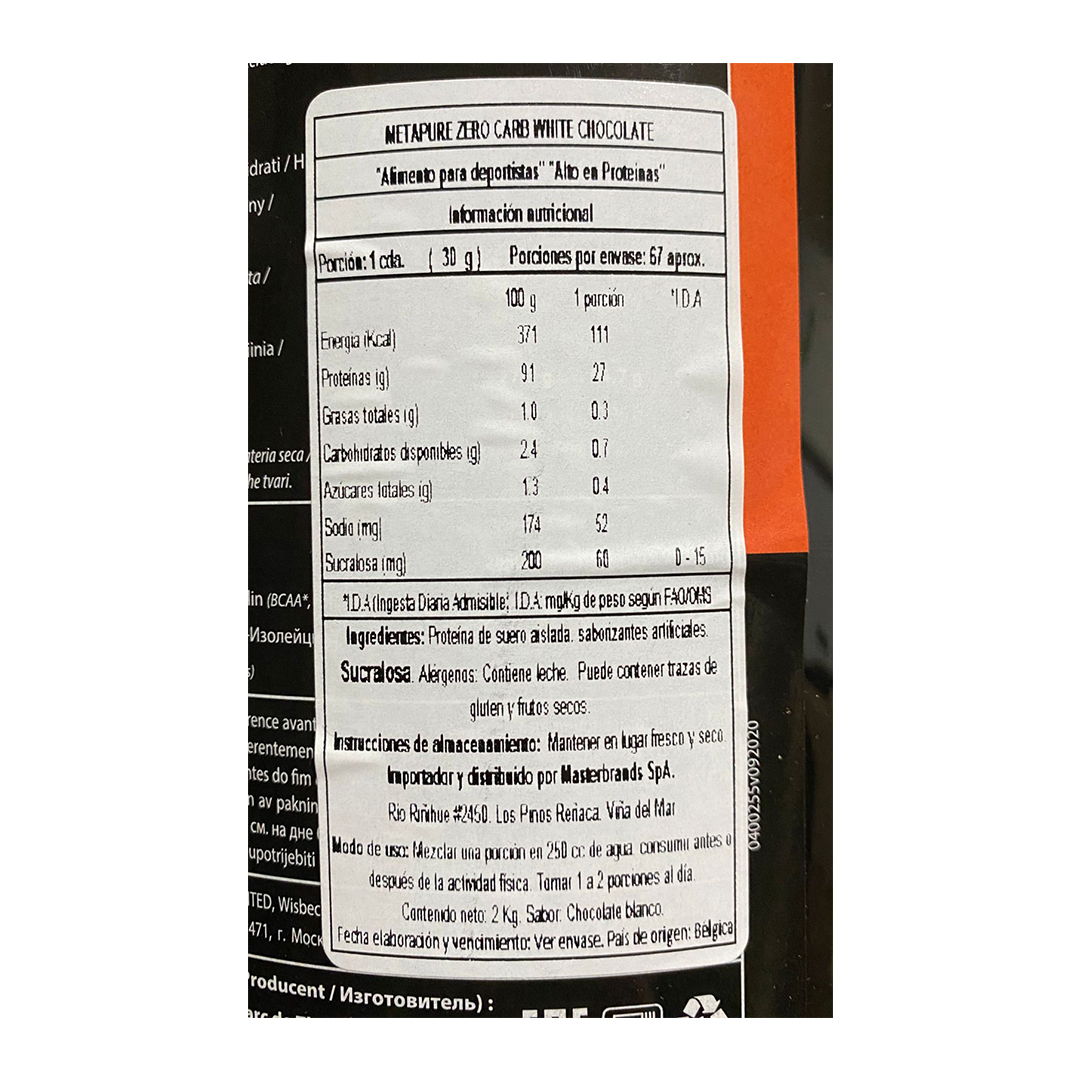 METAPURE ZERO CARB WHITE CHOCOLATE
"Alimento para deportistas" "Alto en Proteinas"
Información nutricional
Porción: 1 cda. ( 30 g) Porciones por envase: 67 aprox.
100 g 1 porción *I.D.A
Energia (Kcal) 371 111
Proteínas (g) 91 27
Grasas totales (g) 1.0 0.3
Carbohidratos disponibles (g) 2.4 0.7
Azúcares totales (g) 1.3 0.4
Sodio (mg) 174 52
Sucralosa (mg) 200 60 0 - 15
*I.D.A (Ingesta Diaria Admisible; I.D.A: mg/Kg de peso según FAO/OMS
Ingredientes: Proteína de suero aislada. saborizantes artificiales.
Sucralosa. Alérgenos: Contiene leche. Puede contener trazas de
gluten y frutos secos.
Instrucciones de almacenamiento: Mantener en lugar fresco y seco.
Importador y distribuido por Masterbrands SpA.
Rio Riñihue #2450. Los Pinos Reñaca. Viña del Mar
Modo de uso: Mezclar una porción en 250 cc de agua. consumir antes o
después de la actividad física. Tomar 1 a 2 porciones al día.
Contenido neto: 2 Kg. Sabor: Chocolate blanco.
Fecha elaboración y vencimiento: Ver envase. País de origen: Bélgica
drati / H
ny /
ta /
inia /
teria seca /
he tvari.
lin (BCAA*,
-Изолейц
s)
rence avant
erentemen
ntes do fim
n av paknin
см. на дне
upotrijebiti
TED, Wisbec
471, г. Моск
Producent / Изготовитель) :
0400255V092020